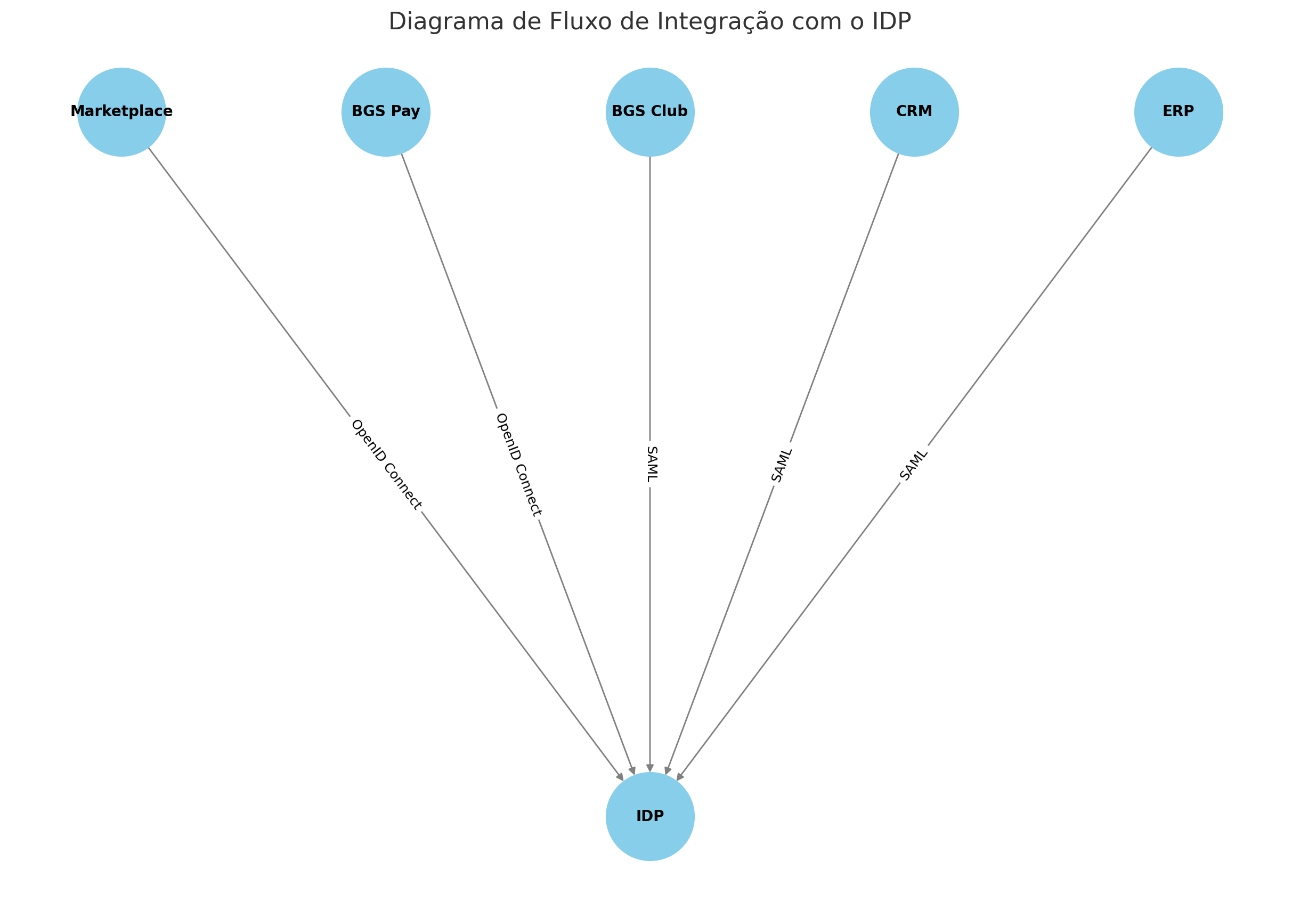 Diagrama de Fluxo de Integração com o IDP
Marketplace
BGS Pay
BGS Club
CRM
ERP
OpenID Connect
OpenID Connect
SAML
SAML
SAML
IDP